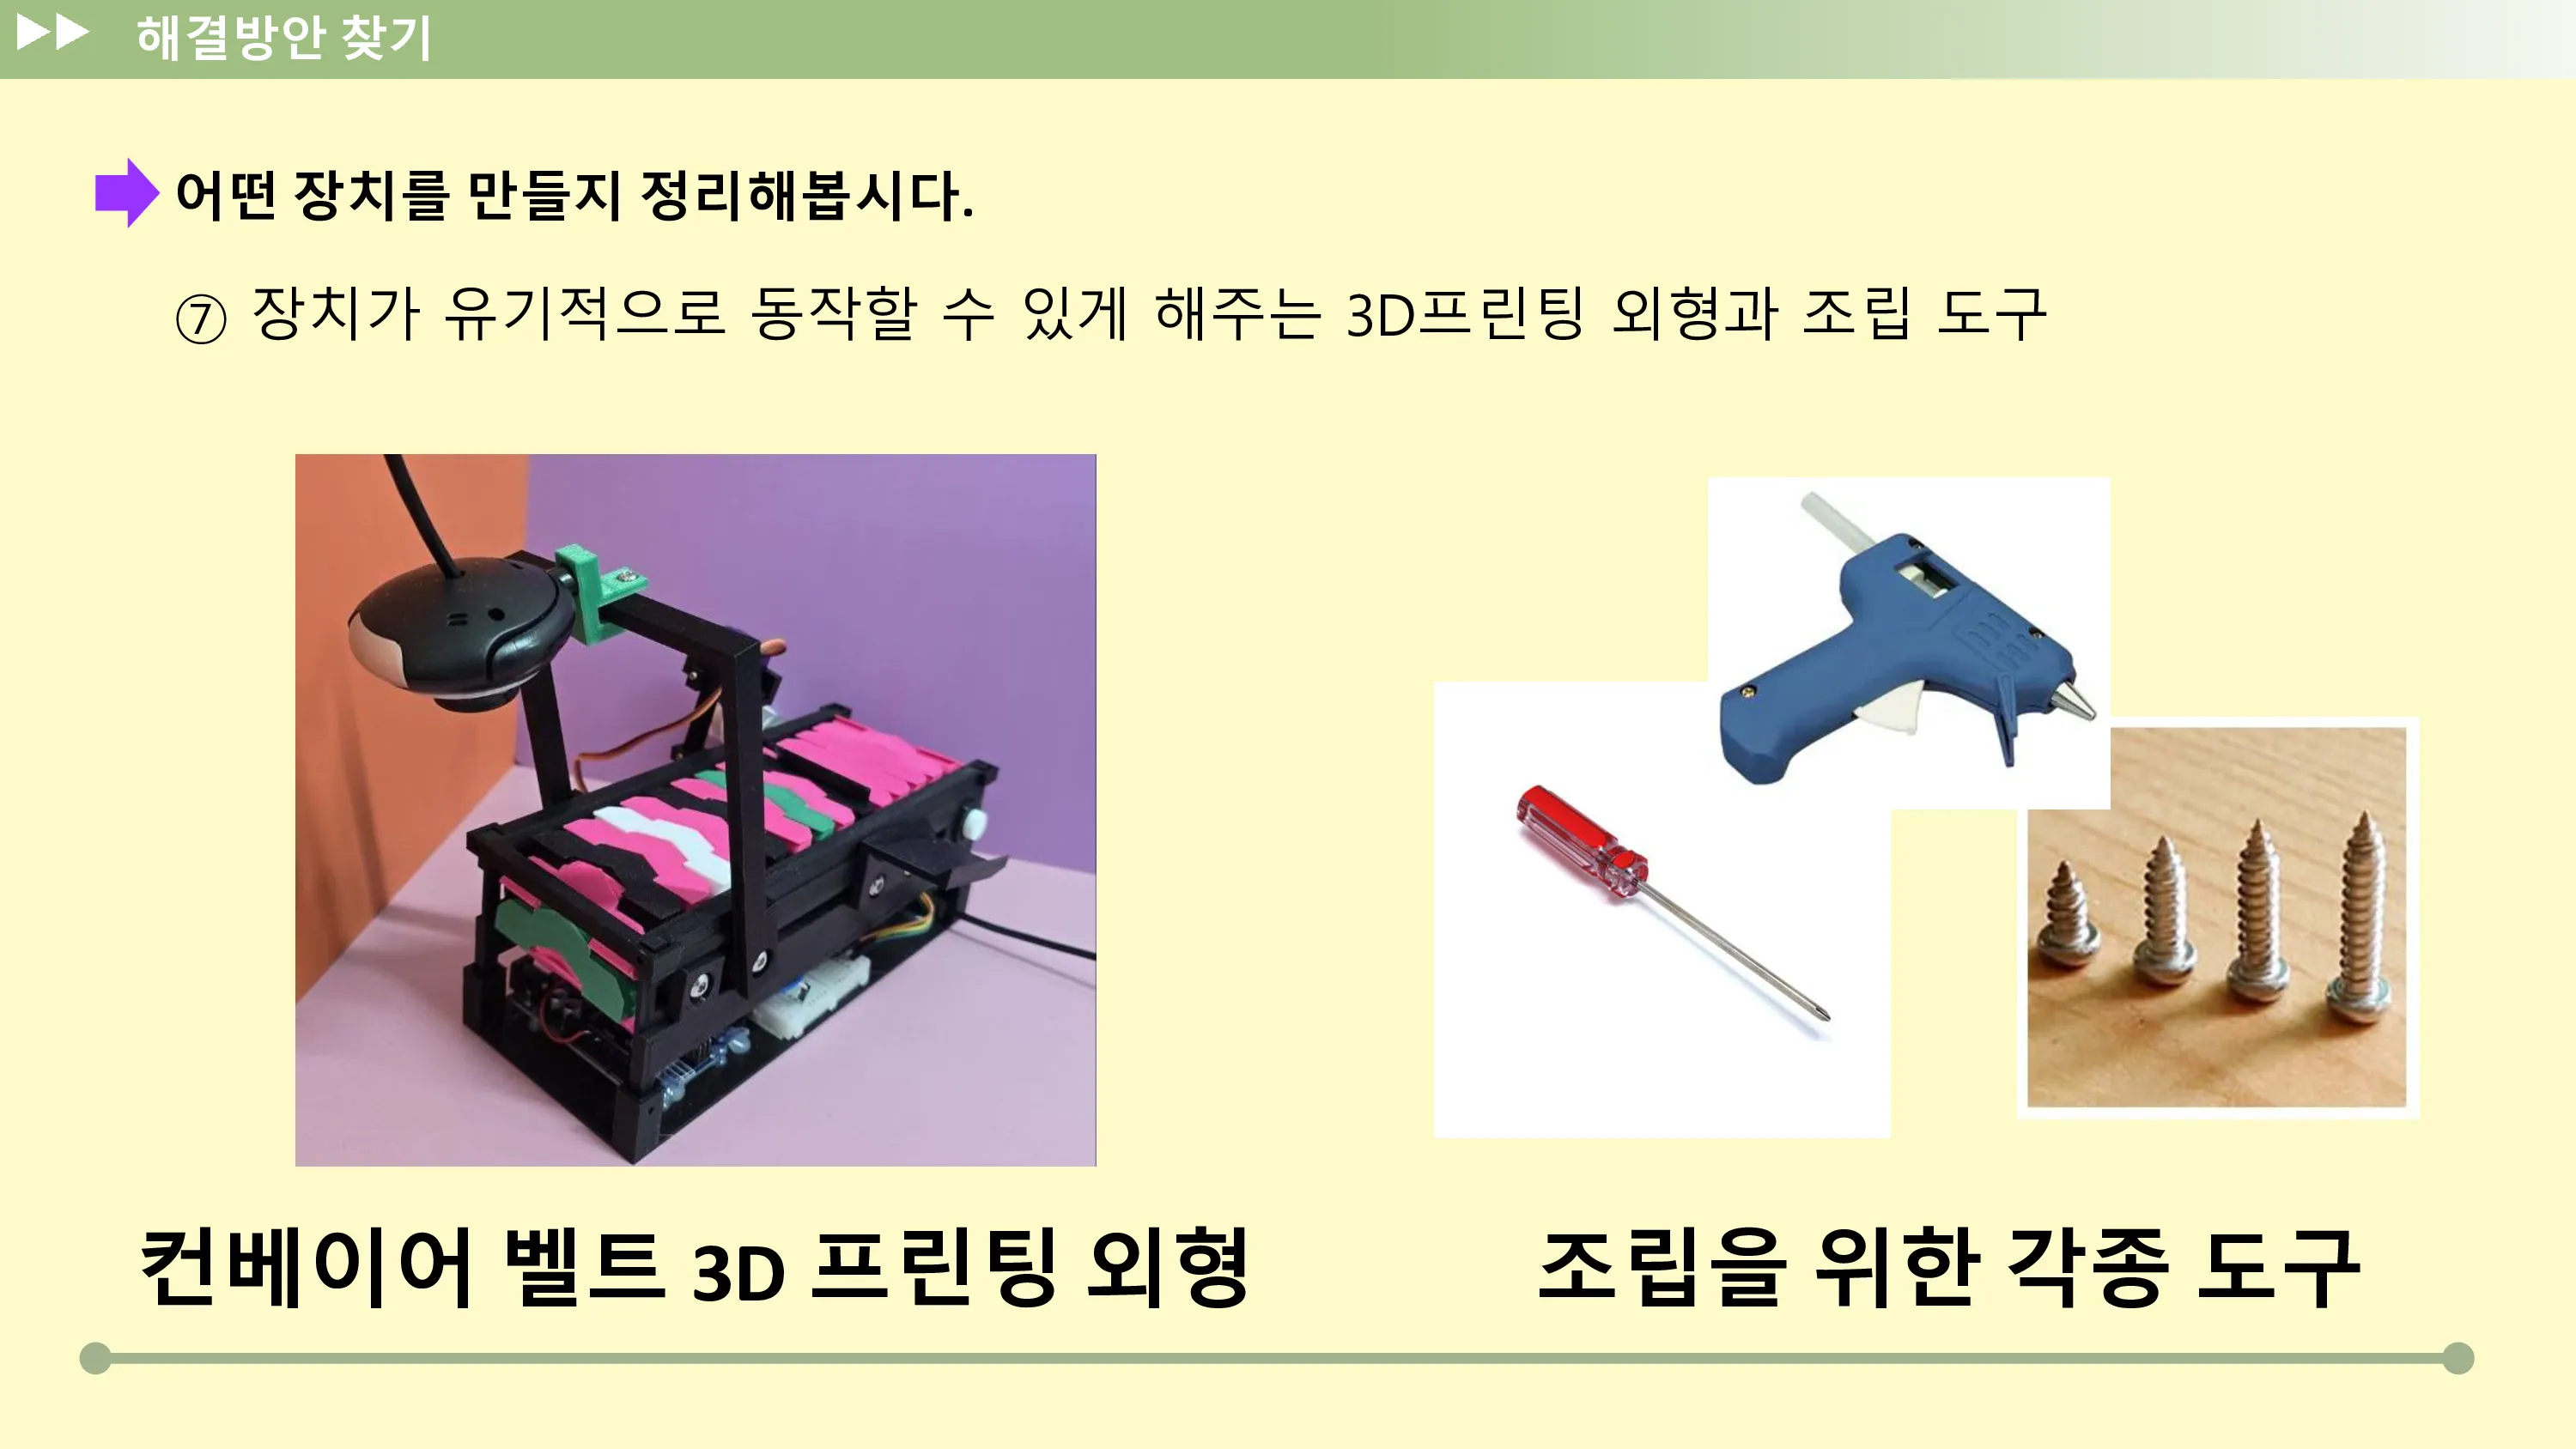 해결방안 찾기
어떤 장치를 만들지 정리해봅시다.
⑦ 장치가 유기적으로 동작할 수 있게 해주는 3D프린팅 외형과 조립 도구
컨베이어 벨트 3D 프린팅 외형
조립을 위한 각종 도구